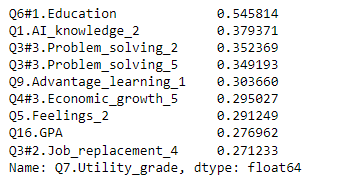 Q6#1.Education 0.545814
Q1.AI_knowledge_2 0.379371
Q3#3.Problem_solving_2 0.352369
Q3#3.Problem_solving_5 0.349193
Q9.Advantage_learning_1 0.303660
Q4#3.Economic_growth_5 0.295027
Q5.Feelings_2 0.291249
Q16.GPA 0.276962
Q3#2.Job_replacement_4 0.271233
Name: Q7.Utility_grade, dtype: float64